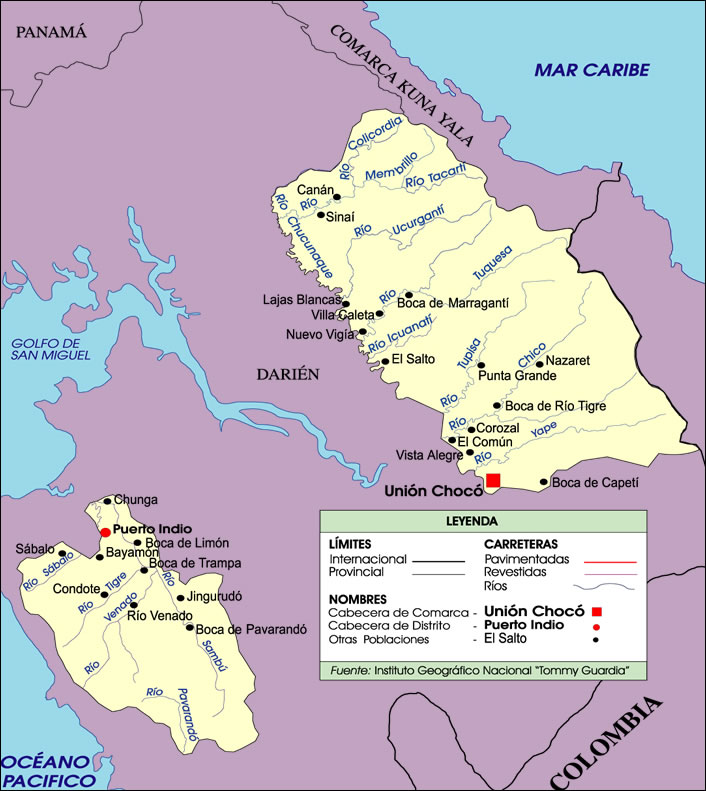 PANAMÁ
COMARCA KUNA YALA
MAR CARIBE
Río Colicordia
Membrillo
Río Tacartí
Canán
Río
Sinaí
Río Chucunaque
Río Ucurgantí
Río Tuquesa
Lajas Blancas
Boca de Marragantí
Villa Caleta
Nuevo Vigía
Río Icuanatí
El Salto
GOLFO DE
SAN MIGUEL
DARIÉN
Río Tupisa
Río Chico
Punta Grande
Nazaret
Boca de Río Tigre
Corozal
El Común
Río Yape
Vista Alegre
Unión Chocó
Boca de Capetí
Chunga
Puerto Indio
Boca de Limón
Sábalo
Bayamón
Boca de Trampa
Río Sábalo
Condote
Río Tigre
Río Venado
Río Venado
Jingurudó
Boca de Pavarandó
Río Sambú
Río Pavarandó
OCÉANO
PACIFICO
COLOMBIA
LEYENDA
LÍMITES
Internacional
Provincial
CARRETERAS
Pavimentadas
Revestidas
Ríos
NOMBRES
Cabecera de Comarca - Unión Chocó
Cabecera de Distrito - Puerto Indio
Otras Poblaciones - El Salto
Fuente: Instituto Geográfico Nacional "Tommy Guardia"